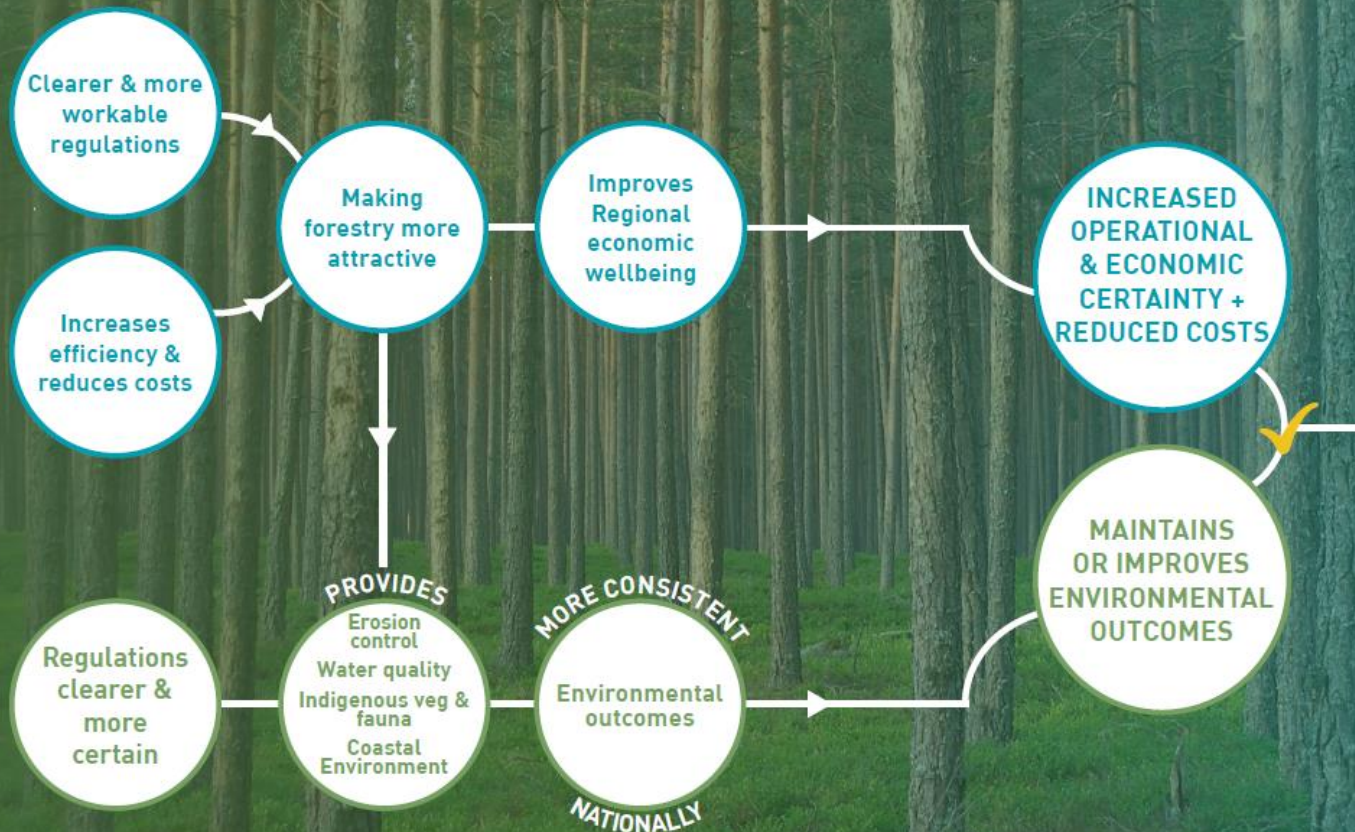 Clearer & more
workable
regulations
Increases
efficiency &
reduces costs
Making
forestry more
attractive
Improves
Regional
economic
wellbeing
INCREASED
OPERATIONAL
& ECONOMIC
CERTAINTY +
REDUCED COSTS
Regulations
clearer &
more
certain
PROVIDES
Erosion
control
Water quality
Indigenous veg &
fauna
Coastal
Environment
MORE CONSISTENT
Environmental
outcomes
NATIONALLY
MAINTAINS
OR IMPROVES
ENVIRONMENTAL
OUTCOMES